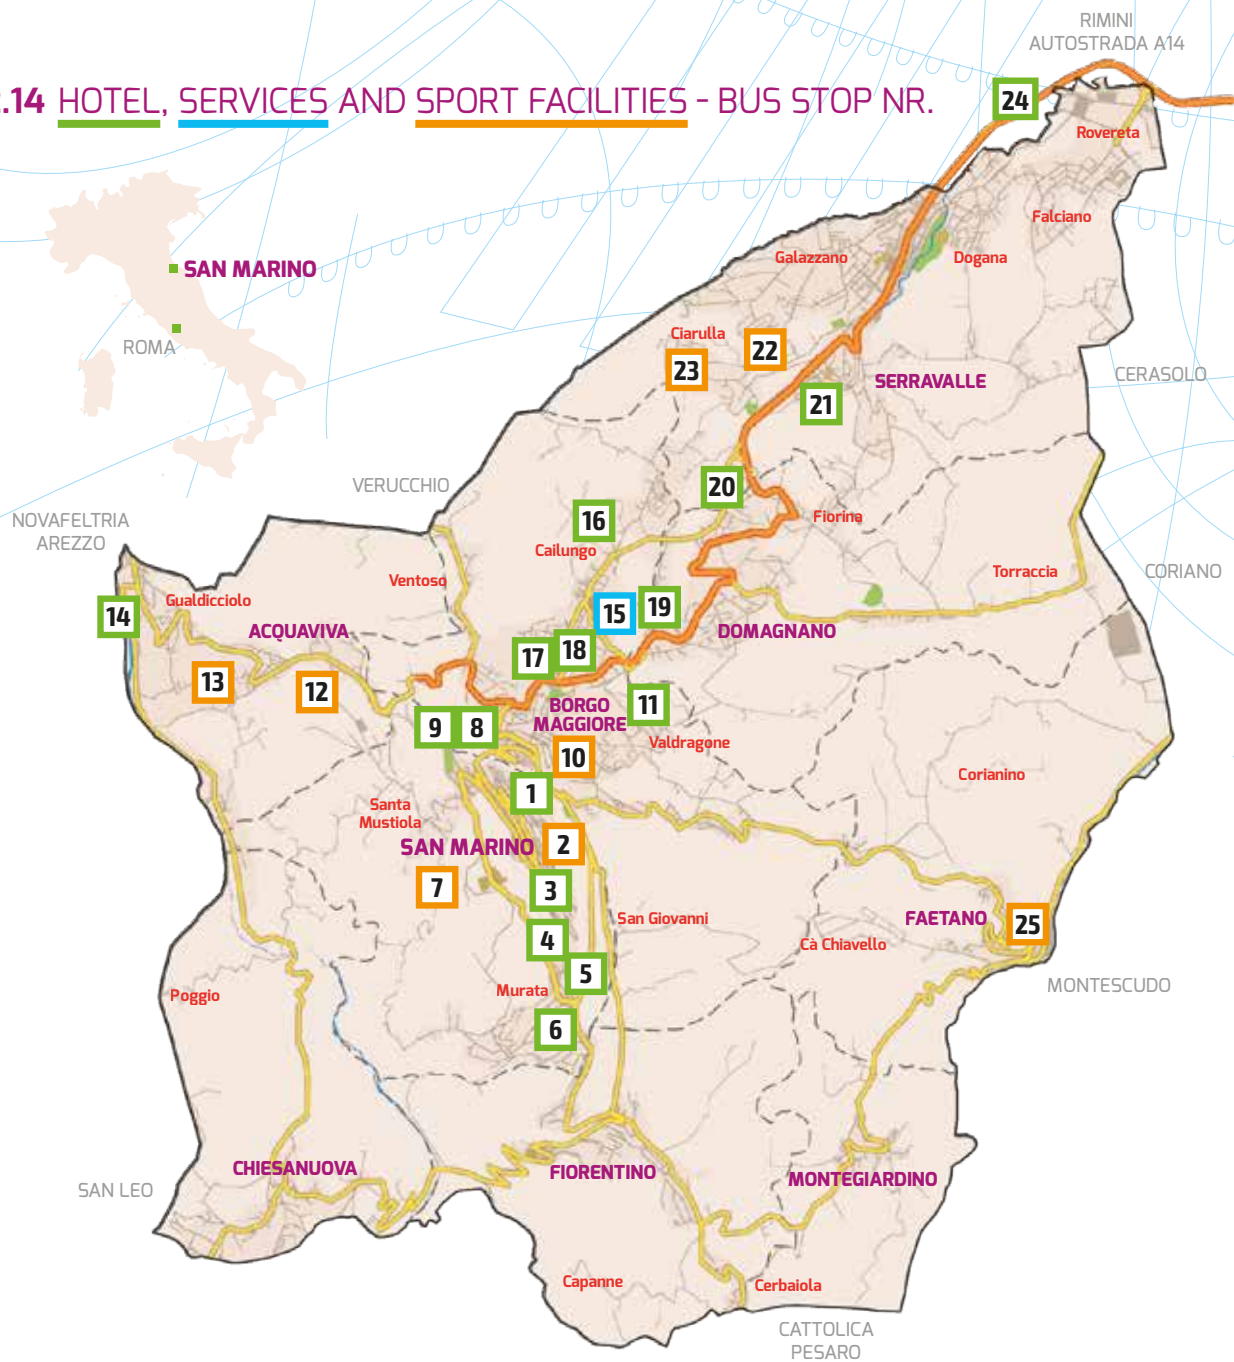 RIMINI
AUTOSTRADA A14
.14 HOTEL, SERVICES AND SPORT FACILITIES - BUS STOP NR.
24
Rovereta
Falciano
Galazzano
Dogana
SAN MARINO
ROMA
Ciarulla
22
23
21
SERRAVALLE
CERASOLO
VERUCCHIO
20
16
Fiorina
NOVAFELTRIA
AREZZO
Cailungo
Ventoso
Torraccia
CORIANO
Gualdicciolo
14
15
19
ACQUAVIVA
DOMAGNANO
17
18
13
12
11
BORGO
MAGGIORE
9
8
Valdragone
10
Corianino
1
Santa
Mustiola
SAN MARINO
2
7
3
San Giovanni
FAETANO
25
4
Cà Chiavello
5
MONTESCUDO
Poggio
Murata
6
CHIESANUOVA
FIORENTINO
MONTEGIARDINO
SAN LEO
Capanne
Cerbaiola
CATTOLICA
PESARO